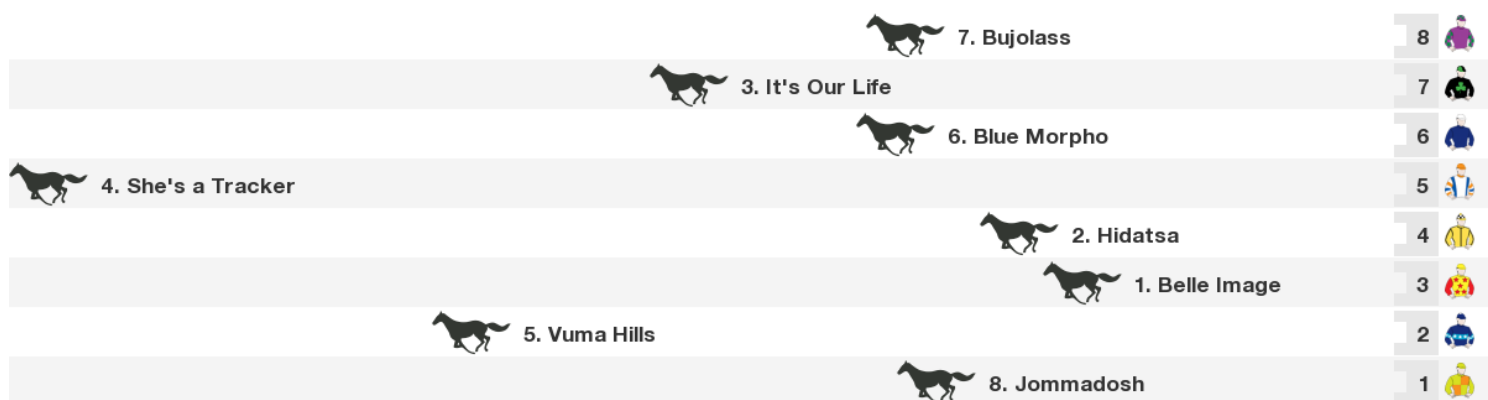 7. Bujolass 8
3. It's Our Life 7
6. Blue Morpho 6
4. She's a Tracker 5
2. Hidatsa 4
1. Belle Image 3
5. Vuma Hills 2
8. Jommadosh 1